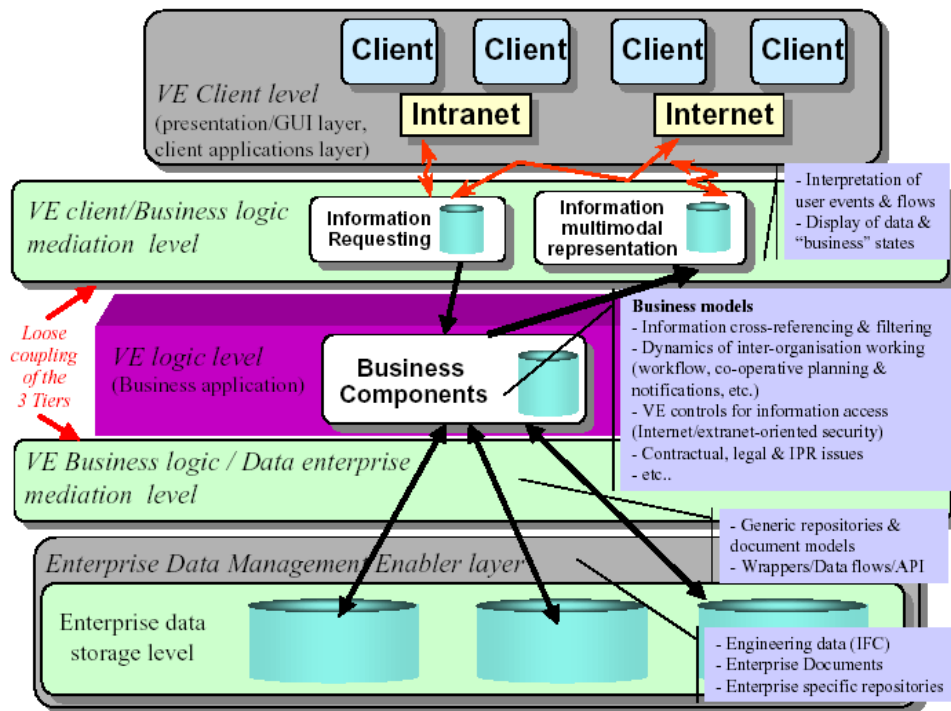 Client Client Client Client
VE Client level
(presentation/GUI layer,
client applications layer)
Intranet
Internet
VE client/Business logic
mediation level
Information
Requesting
Information
multimodal
representation
- Interpretation of
user events & flows
- Display of data &
“business” states
Loose
coupling
of the
3 Tiers
VE logic level
(Business application)
Business
Components
Business models
- Information cross-referencing & filtering
- Dynamics of inter-organisation working
(workflow, co-operative planning &
notifications, etc.)
- VE controls for information access
(Internet/extranet-oriented security)
- Contractual, legal & IPR issues
- etc..
VE Business logic / Data enterprise
mediation level
- Generic repositories &
document models
- Wrappers/Data flows/API
Enterprise Data Management Enabler layer
Enterprise data
storage level
- Engineering data (IFC)
- Enterprise Documents
- Enterprise specific repositories